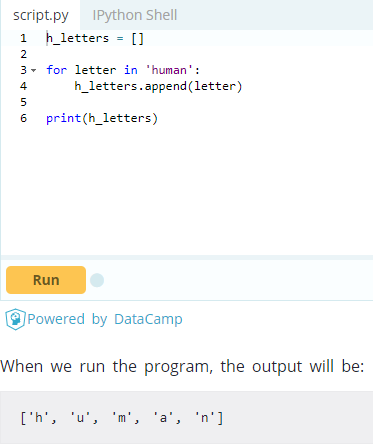 script.py IPython Shell
1 h_letters = []
2
3 for letter in 'human':
4     h_letters.append(letter)
5
6 print(h_letters)
Run
Powered by DataCamp
When we run the program, the output will be:
['h', 'u', 'm', 'a', 'n']